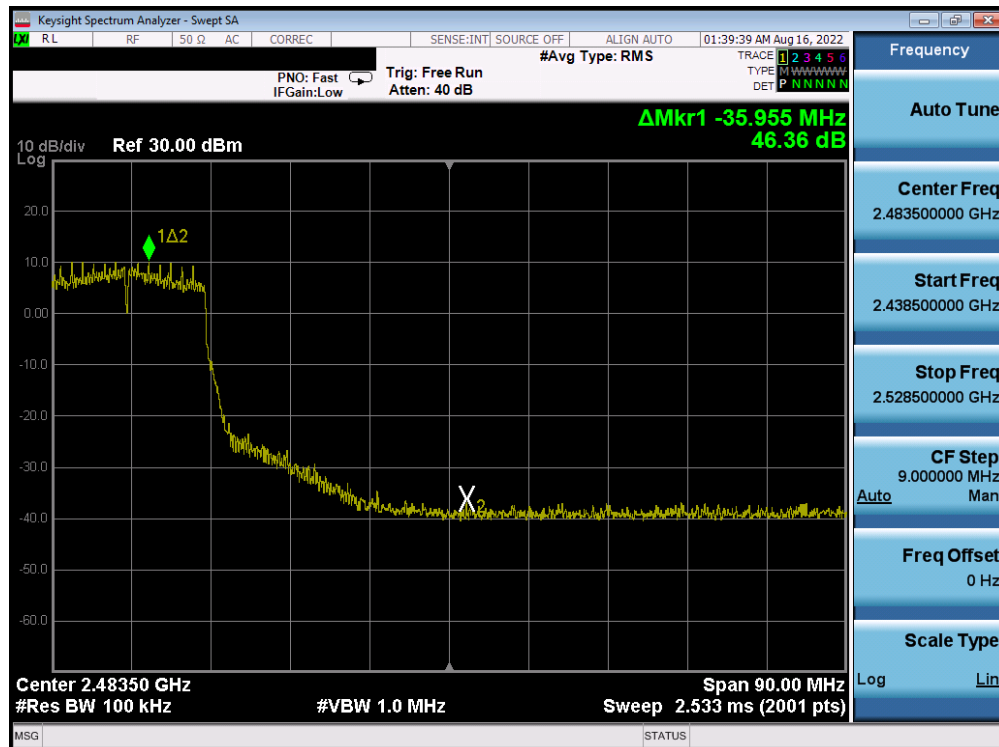 Keysight Spectrum Analyzer - Swept SA
LXI RL RF 50 Ω AC CORREC SENSE:INT SOURCE OFF ALIGN AUTO 01:39:39 AM Aug 16, 2022
#Avg Type: RMS
TRACE 1 2 3 4 5 6
PNO: Fast
Trig: Free Run
TYPE M WWWWW
IFGain:Low
Atten: 40 dB
DET P N N N N N
ΔMkr1 -35.955 MHz
46.36 dB
10 dB/div Ref 30.00 dBm
Log
20.0
1Δ2
10.0
0.00
-10.0
-20.0
-30.0
X2
-40.0
-50.0
-60.0
Center 2.48350 GHz
Span 90.00 MHz
#Res BW 100 kHz
#VBW 1.0 MHz
Sweep 2.533 ms (2001 pts)
MSG
STATUS
Frequency
Auto Tune
Center Freq
2.483500000 GHz
Start Freq
2.438500000 GHz
Stop Freq
2.528500000 GHz
CF Step
9.000000 MHz
Auto Man
Freq Offset
0 Hz
Scale Type
Log Lin